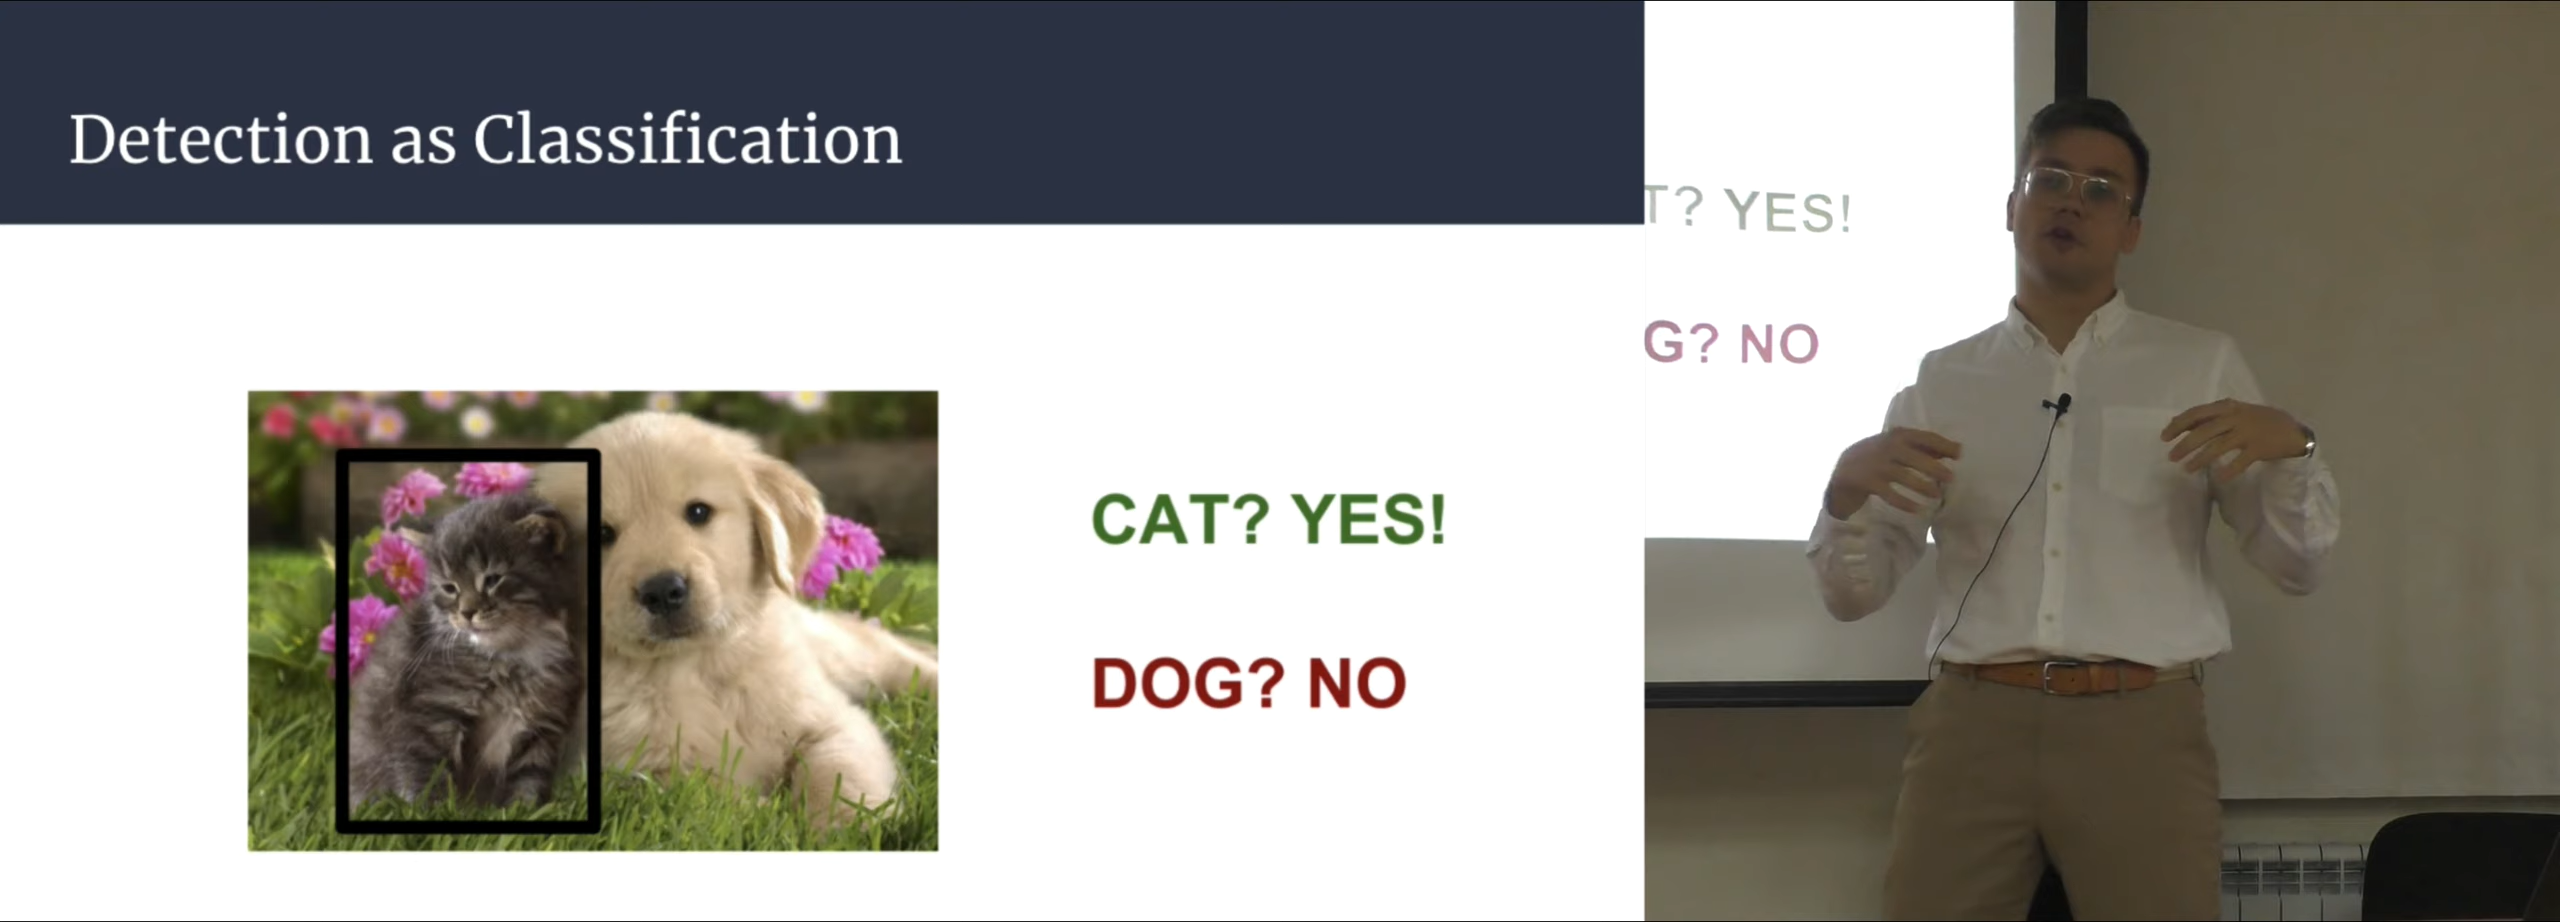 Detection as Classification
CAT? YES!
DOG? NO
T? YES!
G? NO